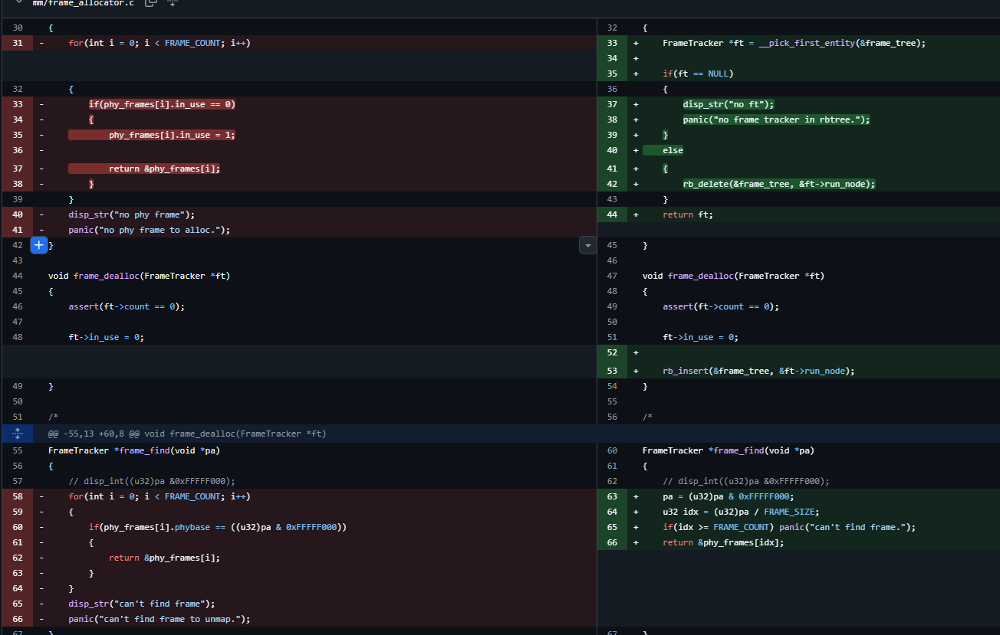 mm/frame_allocator.c
30 {
31 - for(int i = 0; i < FRAME_COUNT; i++)
32 {
33 - if(phy_frames[i].in_use == 0)
34 - {
35 - phy_frames[i].in_use = 1;
36 -
37 - return &phy_frames[i];
38 - }
39 }
40 - disp_str("no phy frame");
41 - panic("no phy frame to alloc.");
42 + }
43
44 void frame_dealloc(FrameTracker *ft)
45 {
46 assert(ft->count == 0);
47
48 ft->in_use = 0;
49 }
50
51 /*
32 {
33 + FrameTracker *ft = __pick_first_entity(&frame_tree);
34 +
35 + if(ft == NULL)
36 {
37 + disp_str("no ft");
38 + panic("no frame tracker in rbtree.");
39 + }
40 + else
41 + {
42 + rb_delete(&frame_tree, &ft->run_node);
43 }
44 + return ft;
45 }
46
47 void frame_dealloc(FrameTracker *ft)
48 {
49 assert(ft->count == 0);
50
51 ft->in_use = 0;
52 +
53 + rb_insert(&frame_tree, &ft->run_node);
54 }
55
56 /*
@@ -55,13 +60,8 @@ void frame_dealloc(FrameTracker *ft)
55 FrameTracker *frame_find(void *pa)
56 {
57 // disp_int((u32)pa &0xFFFFF000);
58 - for(int i = 0; i < FRAME_COUNT; i++)
59 - {
60 - if(phy_frames[i].phybase == ((u32)pa & 0xFFFFF000))
61 - {
62 - return &phy_frames[i];
63 - }
64 - }
65 - disp_str("can't find frame");
66 - panic("can't find frame to unmap.");
67 }
60 FrameTracker *frame_find(void *pa)
61 {
62 // disp_int((u32)pa &0xFFFFF000);
63 + pa = (u32)pa & 0xFFFFF000;
64 + u32 idx = (u32)pa / FRAME_SIZE;
65 + if(idx >= FRAME_COUNT) panic("can't find frame.");
66 + return &phy_frames[idx];
67 }